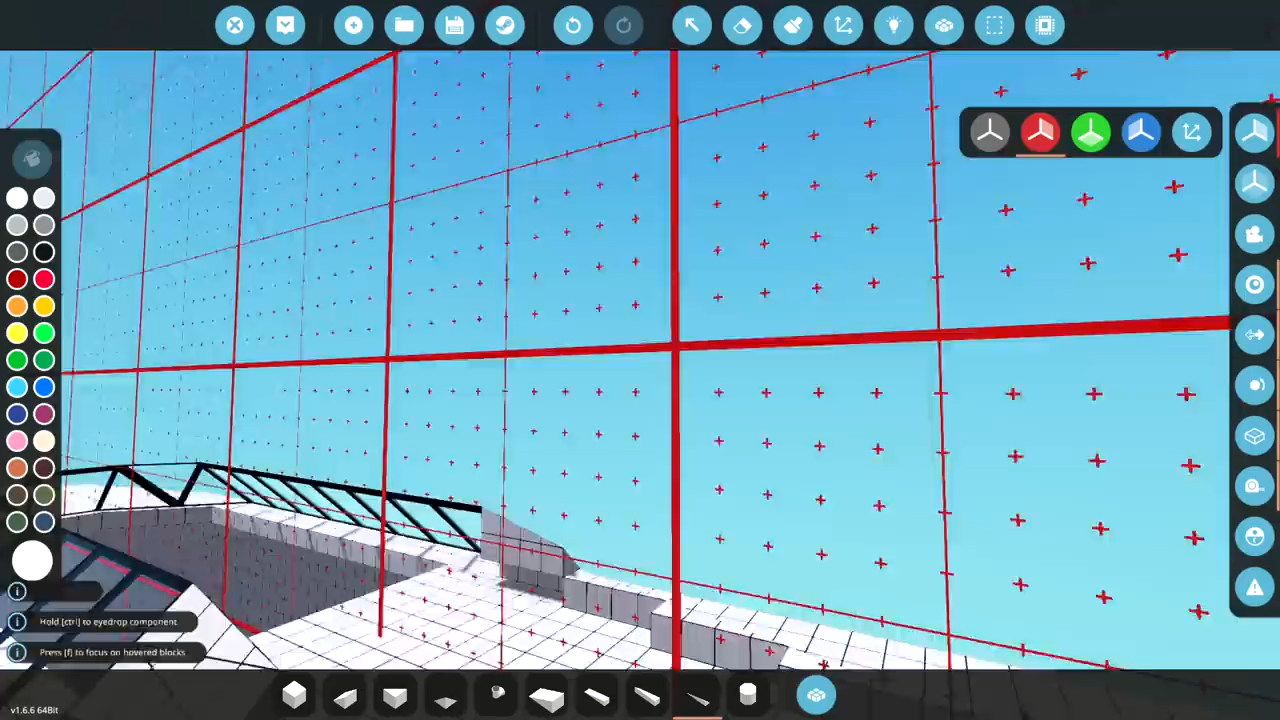 Hold [ctrl] to eyedrop component.
Press [f] to focus on hovered blocks
v1.6.6 64Bit